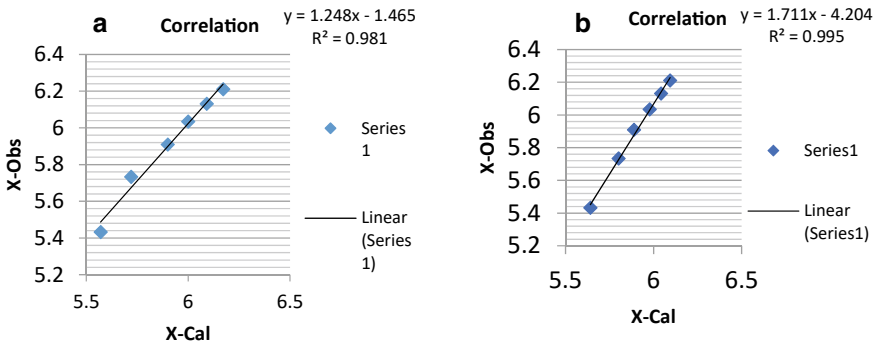 a
Correlation
y = 1.248x - 1.465
R² = 0.981
6.4
6.2
6
5.8
5.6
5.4
5.2
X-Obs
5.5
6
6.5
X-Cal
Series
1
Linear
(Series
1)
b
Correlation
y = 1.711x - 4.204
R² = 0.995
6.4
6.2
6
5.8
5.6
5.4
5.2
X-Obs
5.5
6
6.5
X-Cal
Series1
Linear
(Series1)